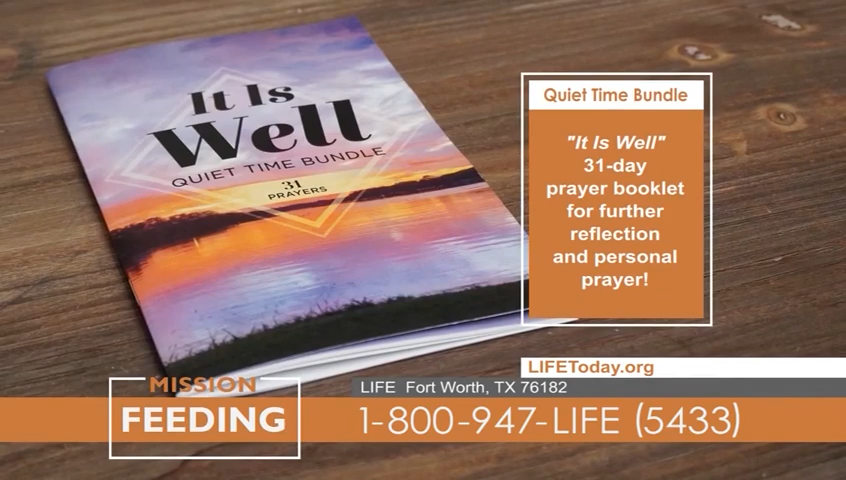 It Is
Well
QUIET TIME BUNDLE
31
PRAYERS
Quiet Time Bundle
"It Is Well"
31-day
prayer booklet
for further
reflection
and personal
prayer!
LIFEToday.org
MISSION
FEEDING
LIFE Fort Worth, TX 76182
1-800-947-LIFE (5433)